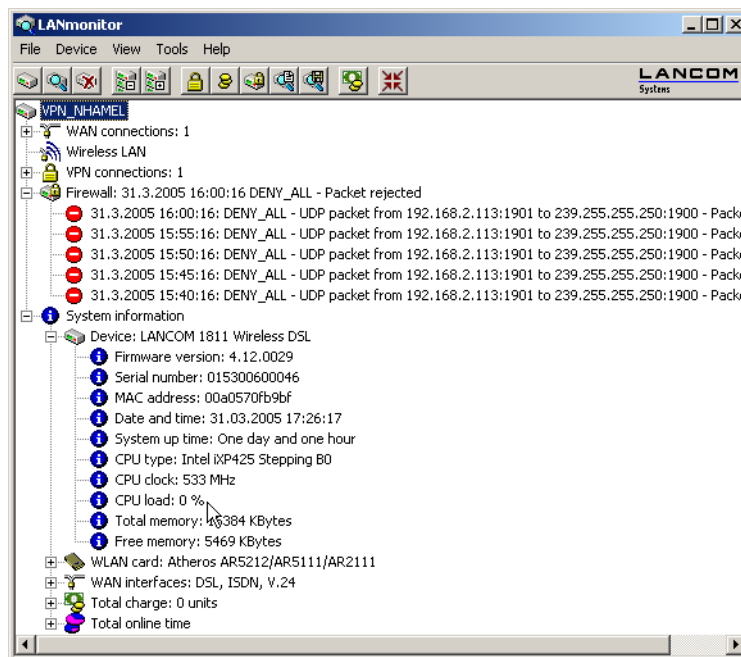 LANmonitor
File Device View Tools Help
LANCOM
Systems
VPN_NHAMEL
WAN connections: 1
Wireless LAN
VPN connections: 1
Firewall: 31.3.2005 16:00:16 DENY_ALL - Packet rejected
31.3.2005 16:00:16: DENY_ALL - UDP packet from 192.168.2.113:1901 to 239.255.255.250:1900 - Pack
31.3.2005 15:55:16: DENY_ALL - UDP packet from 192.168.2.113:1901 to 239.255.255.250:1900 - Pack
31.3.2005 15:50:16: DENY_ALL - UDP packet from 192.168.2.113:1901 to 239.255.255.250:1900 - Pack
31.3.2005 15:45:16: DENY_ALL - UDP packet from 192.168.2.113:1901 to 239.255.255.250:1900 - Pack
31.3.2005 15:40:16: DENY_ALL - UDP packet from 192.168.2.113:1901 to 239.255.255.250:1900 - Pack
System information
Device: LANCOM 1811 Wireless DSL
Firmware version: 4.12.0029
Serial number: 015300600046
MAC address: 00a0570fb9bf
Date and time: 31.03.2005 17:26:17
System up time: One day and one hour
CPU type: Intel iXP425 Stepping B0
CPU clock: 533 MHz
CPU load: 0 %
Total memory: 16384 KBytes
Free memory: 5469 KBytes
WLAN card: Atheros AR5212/AR5111/AR2111
WAN interfaces: DSL, ISDN, V.24
Total charge: 0 units
Total online time